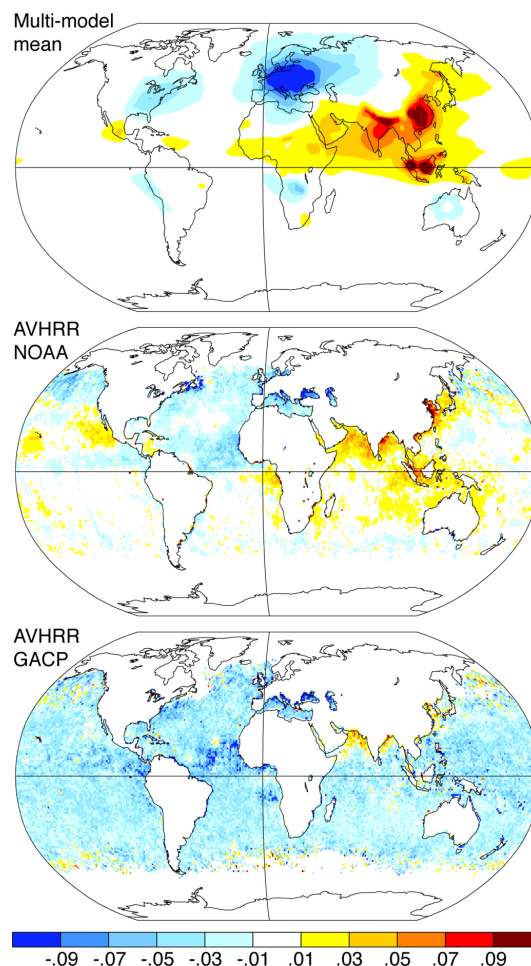 Multi-model
mean
AVHRR
NOAA
AVHRR
GACP
-.09 -.07 -.05 -.03 -.01 .01 .03 .05 .07 .09